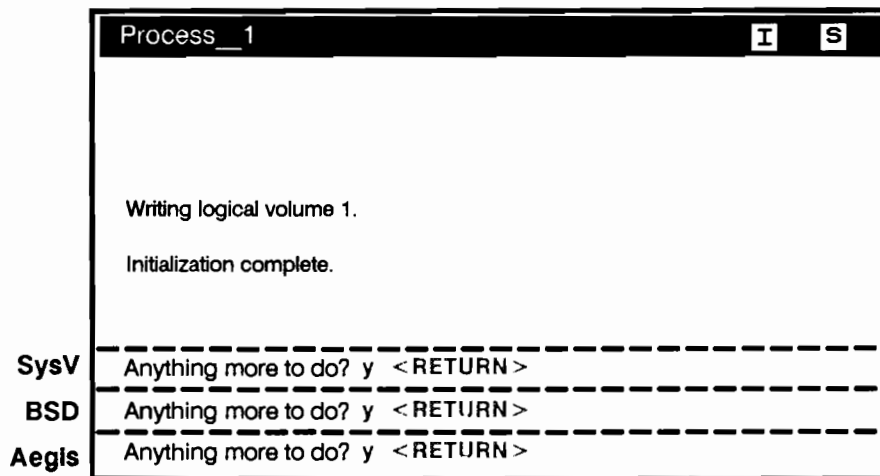 Process__1 I S
Writing logical volume 1.
Initialization complete.
SysV Anything more to do? y <RETURN>
BSD Anything more to do? y <RETURN>
Aegis Anything more to do? y <RETURN>